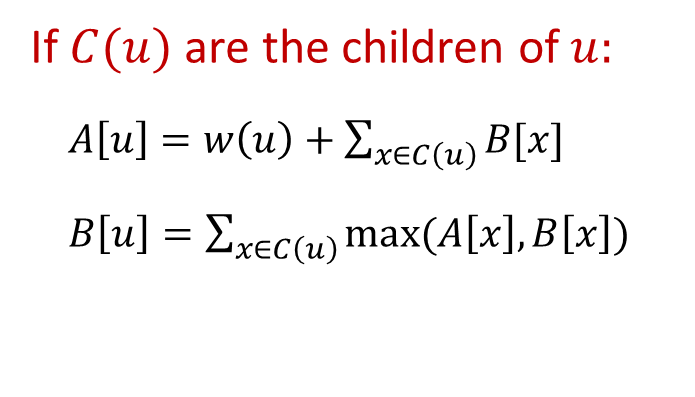 If C(u) are the children of u:
A[u] = w(u) + ∑x∈C(u) B[x]
B[u] = ∑x∈C(u) max(A[x], B[x])